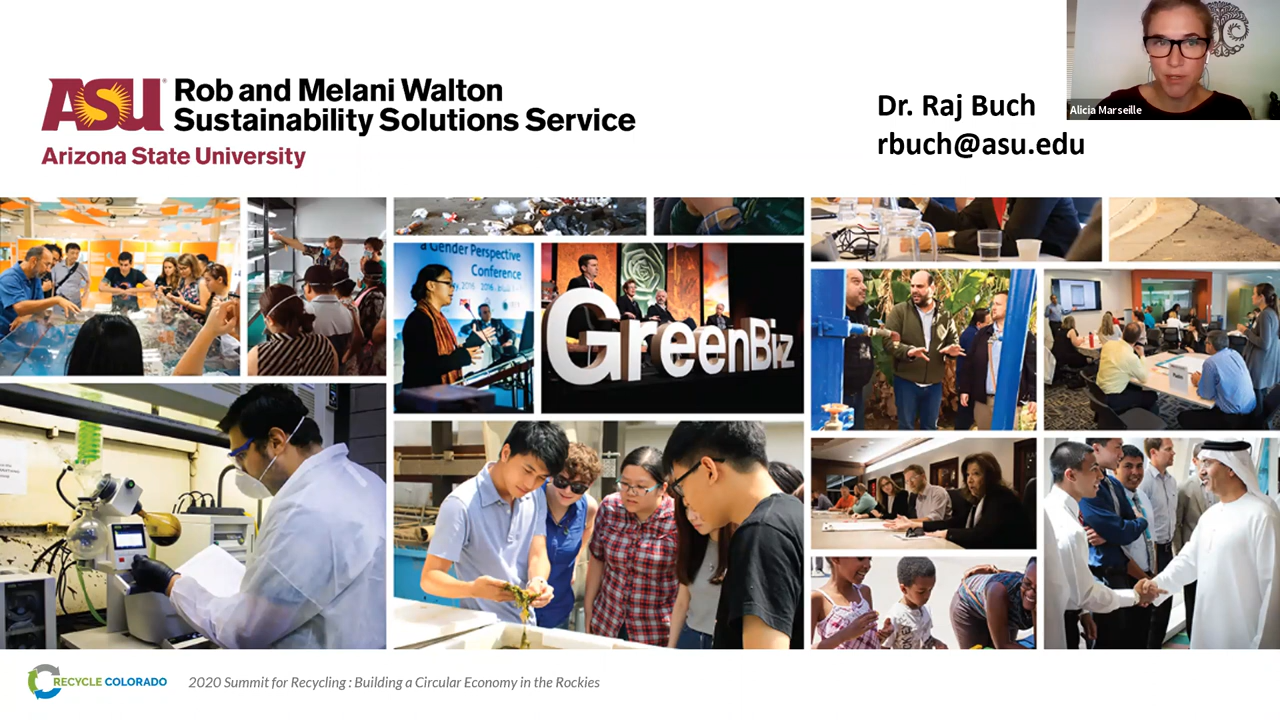 ASU
Rob and Melani Walton
Sustainability Solutions Service
Arizona State University
Dr. Raj Buch
rbuch@asu.edu
Alicia Marseille
a Gender Perspective
Conference
GreenBiz
RECYCLE COLORADO
2020 Summit for Recycling : Building a Circular Economy in the Rockies